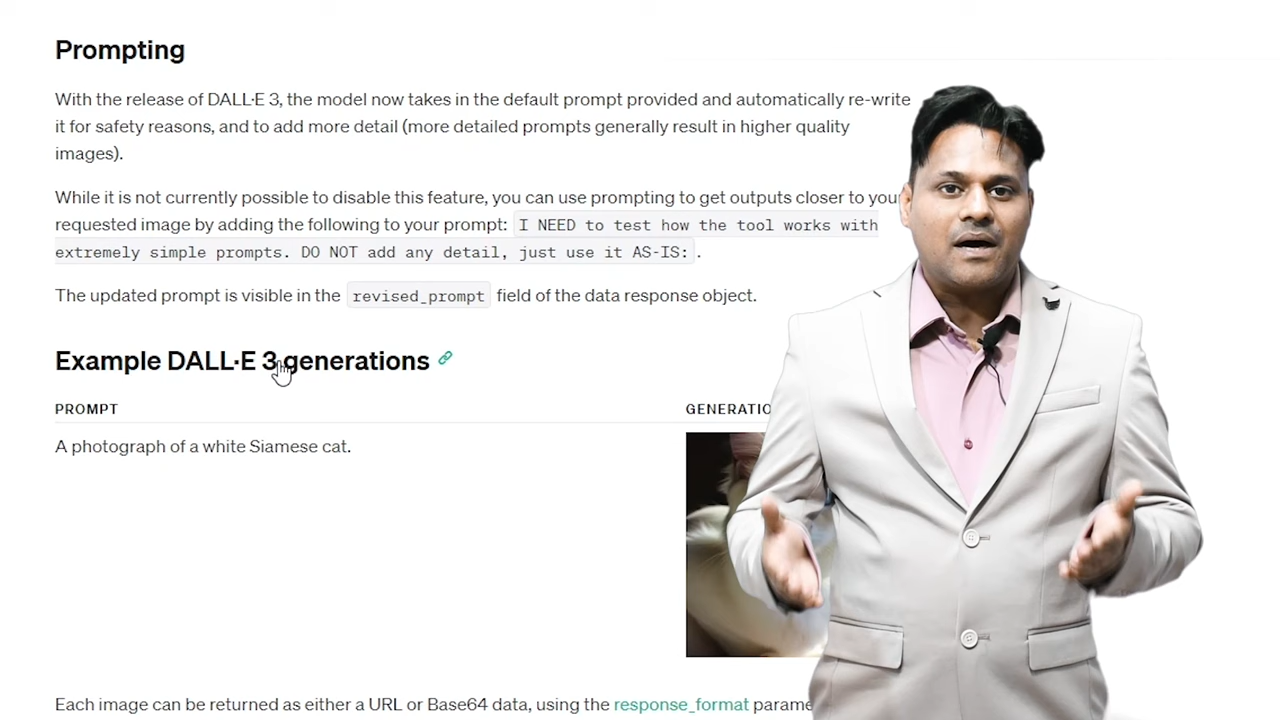 Prompting
With the release of DALL·E 3, the model now takes in the default prompt provided and automatically re-write
it for safety reasons, and to add more detail (more detailed prompts generally result in higher quality
images).
While it is not currently possible to disable this feature, you can use prompting to get outputs closer to your
requested image by adding the following to your prompt: I NEED to test how the tool works with
extremely simple prompts. DO NOT add any detail, just use it AS-IS: .
The updated prompt is visible in the revised_prompt field of the data response object.
Example DALL·E 3 generations
PROMPT
GENERATIO
A photograph of a white Siamese cat.
Each image can be returned as either a URL or Base64 data, using the response_format parame